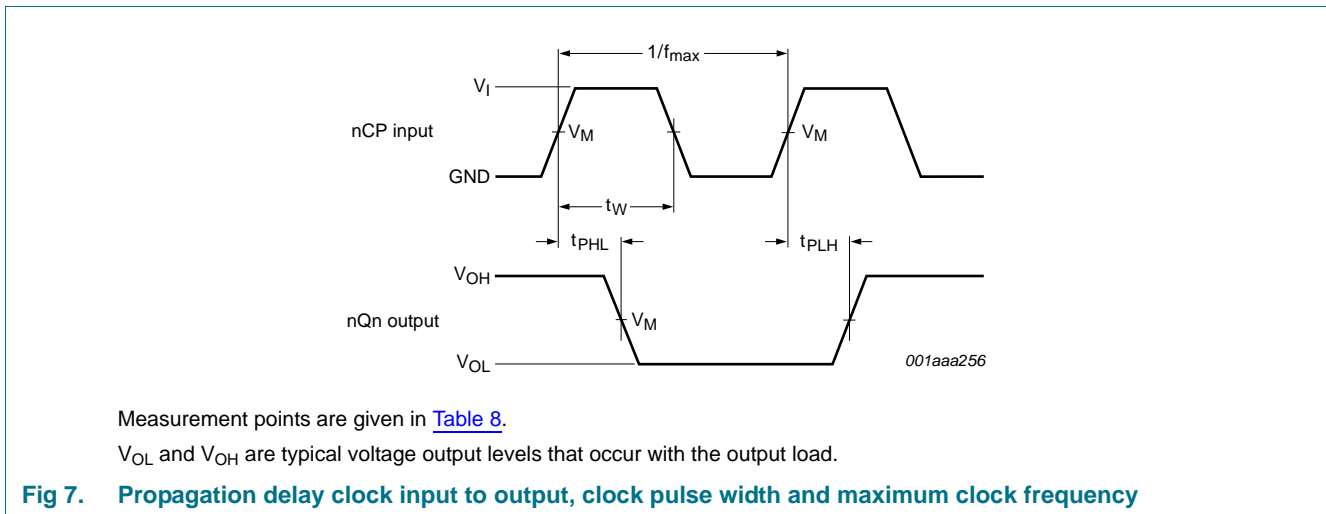 1/fmax
VI
nCP input
VM
VM
GND
tW
tPHL
tPLH
VOH
nQn output
VM
VOL
001aaa256
Measurement points are given in Table 8.
VOL and VOH are typical voltage output levels that occur with the output load.
Fig 7. Propagation delay clock input to output, clock pulse width and maximum clock frequency